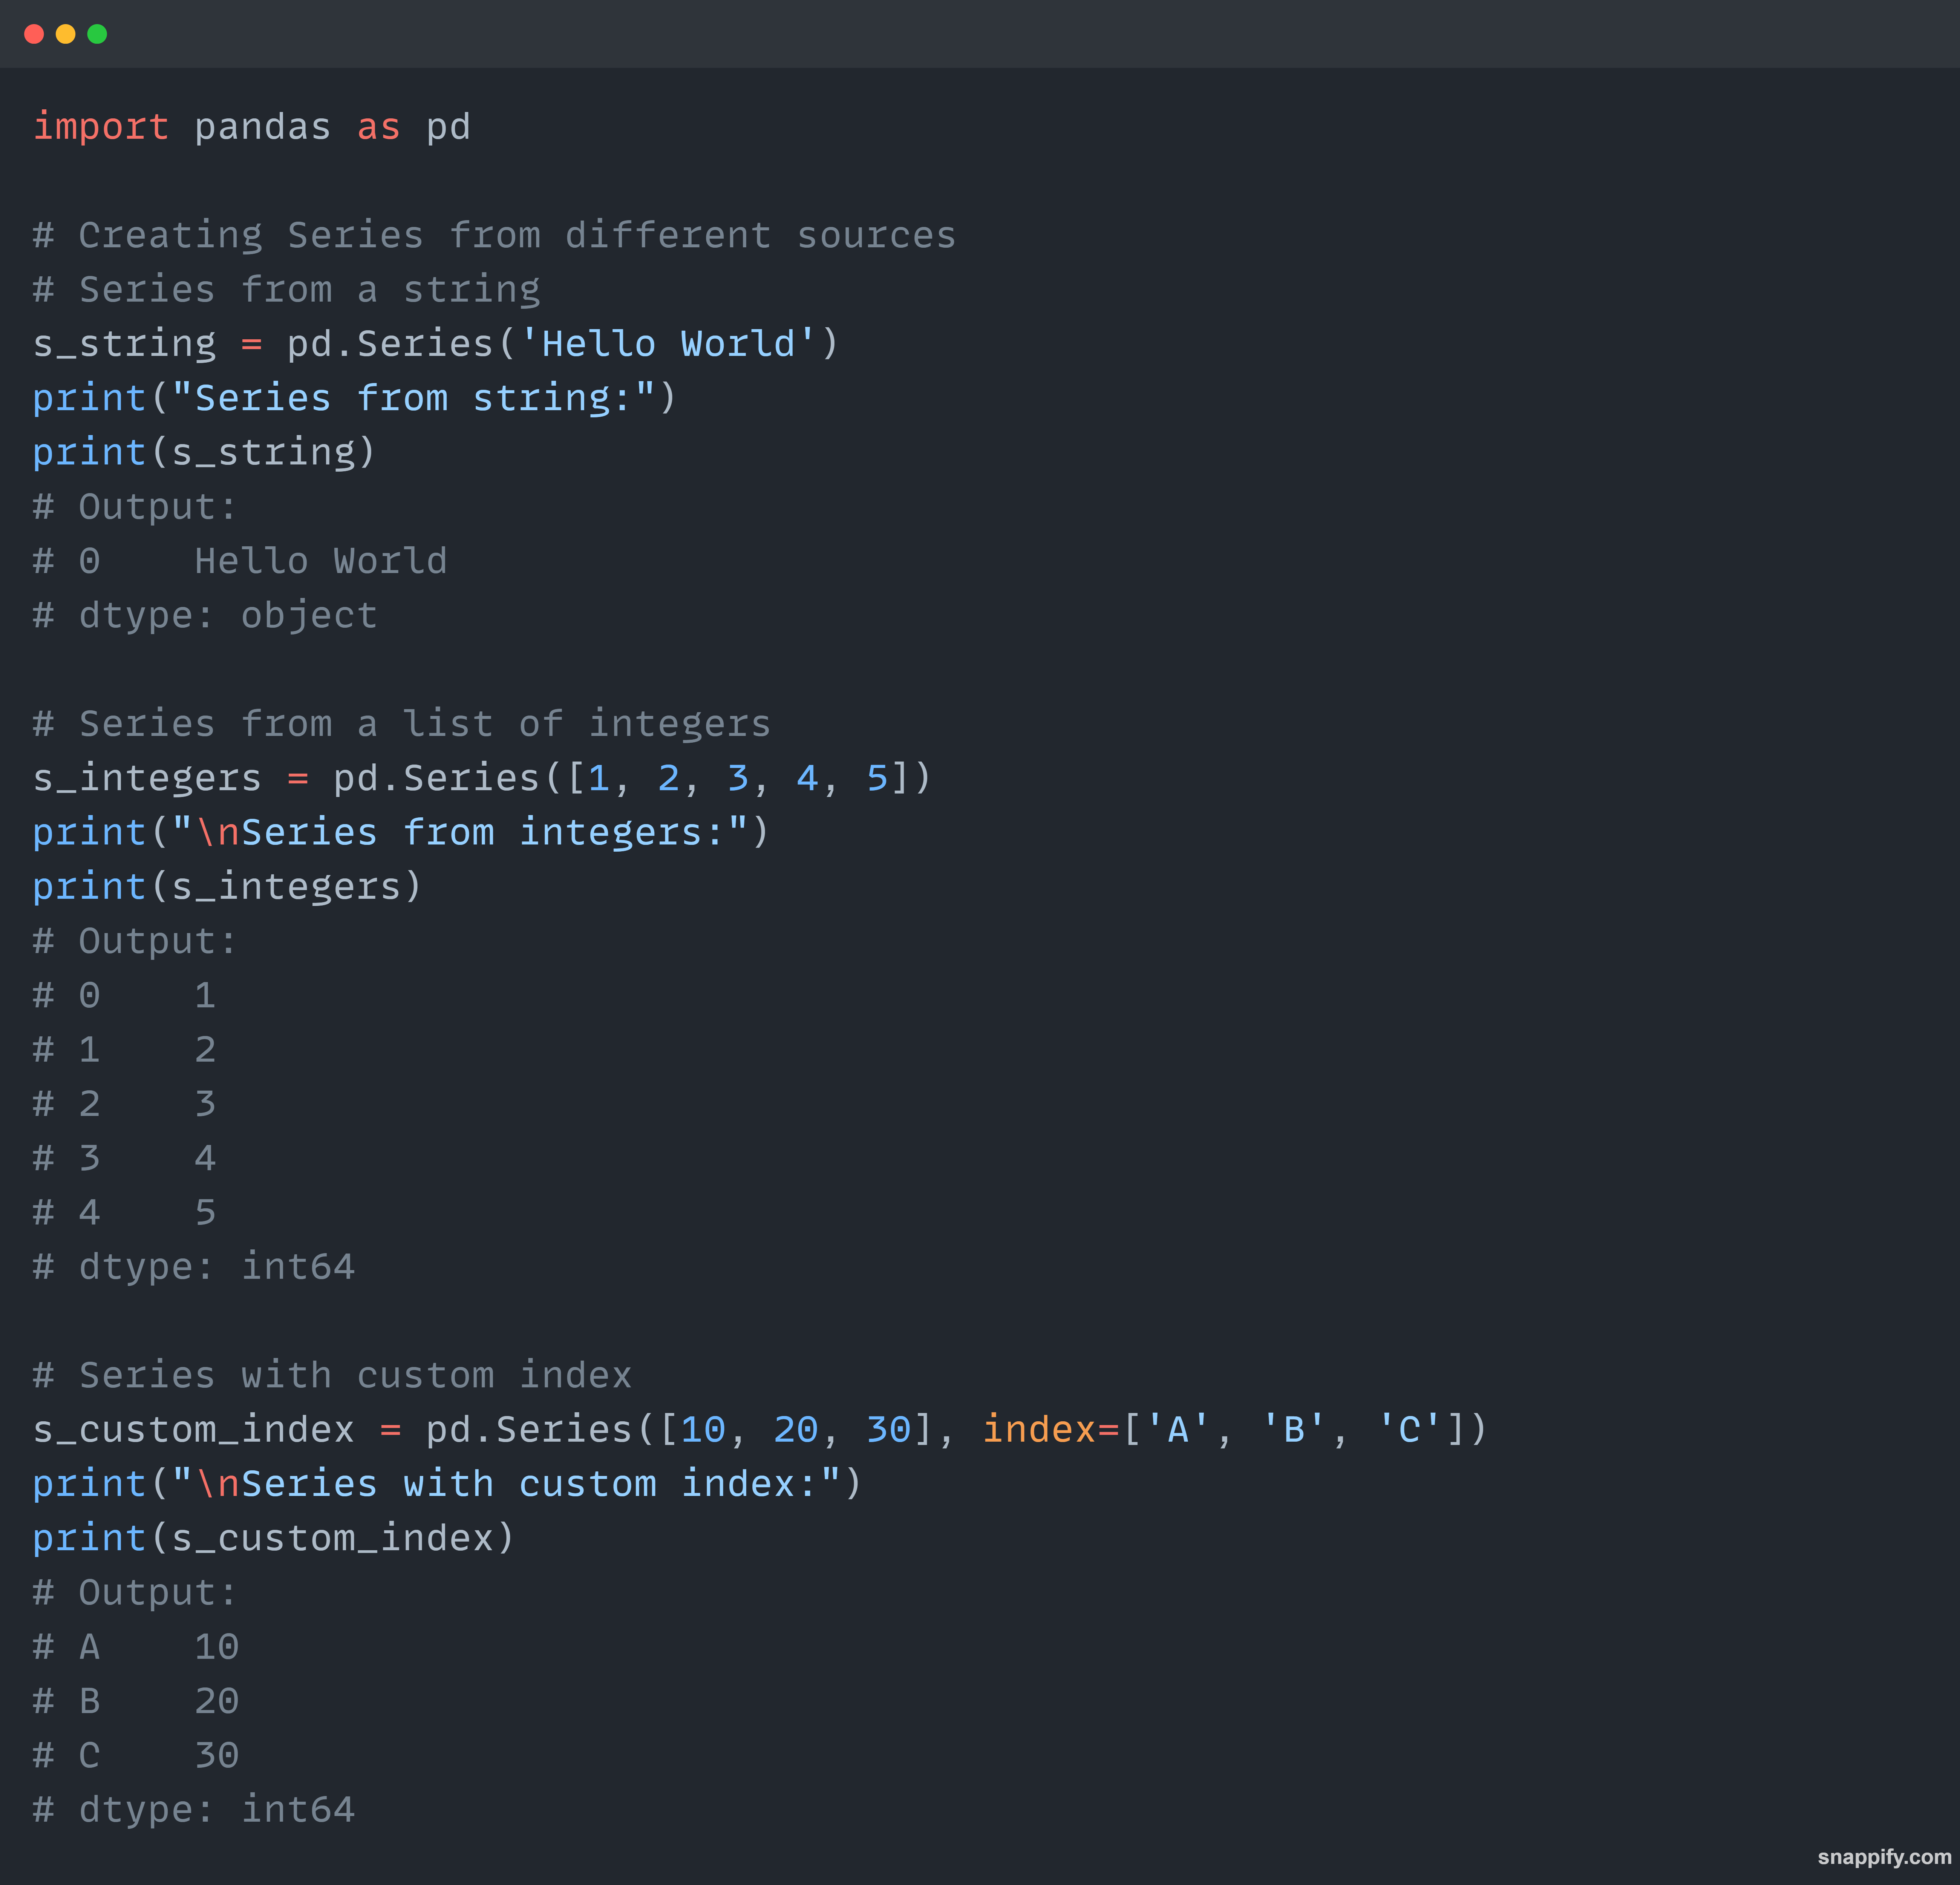 import pandas as pd

# Creating Series from different sources
# Series from a string
s_string = pd.Series('Hello World')
print("Series from string:")
print(s_string)
# Output:
# 0    Hello World
# dtype: object

# Series from a list of integers
s_integers = pd.Series([1, 2, 3, 4, 5])
print("\nSeries from integers:")
print(s_integers)
# Output:
# 0    1
# 1    2
# 2    3
# 3    4
# 4    5
# dtype: int64

# Series with custom index
s_custom_index = pd.Series([10, 20, 30], index=['A', 'B', 'C'])
print("\nSeries with custom index:")
print(s_custom_index)
# Output:
# A    10
# B    20
# C    30
# dtype: int64
snappify.com